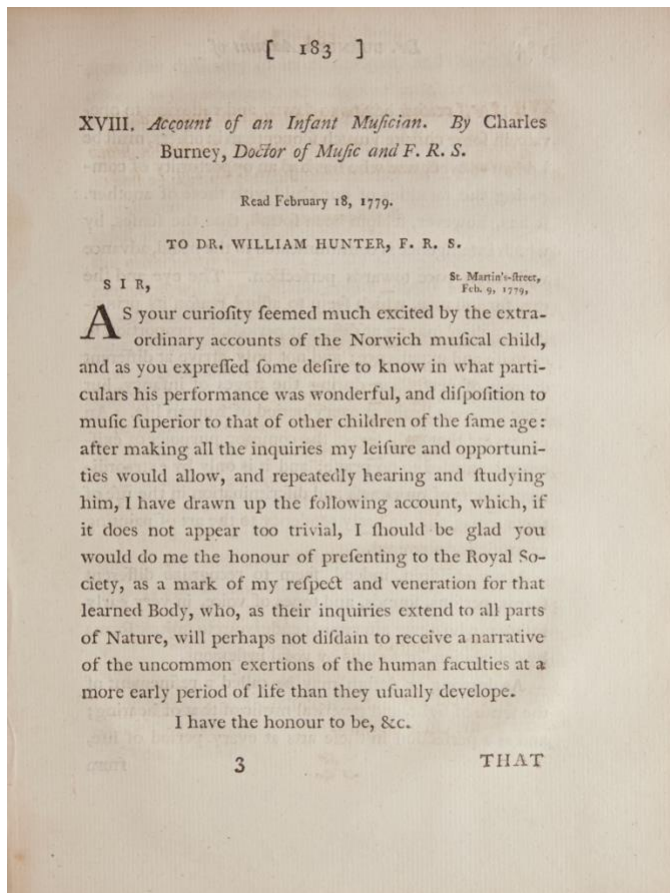 [ 183 ]
XVIII. Account of an Infant Muſician. By Charles
Burney, Doctor of Muſic and F. R. S.
Read February 18, 1779.
TO DR. WILLIAM HUNTER, F. R. S.
St. Martin's-ſtreet,
Feb. 9, 1779,
S I R,
AS your curioſity ſeemed much excited by the extra-
ordinary accounts of the Norwich muſical child,
and as you expreſſed ſome deſire to know in what parti-
culars his performance was wonderful, and diſpoſition to
muſic ſuperior to that of other children of the ſame age:
after making all the inquiries my leiſure and opportuni-
ties would allow, and repeatedly hearing and ſtudying
him, I have drawn up the following account, which, if
it does not appear too trivial, I ſhould be glad you
would do me the honour of preſenting to the Royal So-
ciety, as a mark of my reſpect and veneration for that
learned Body, who, as their inquiries extend to all parts
of Nature, will perhaps not diſdain to receive a narrative
of the uncommon exertions of the human faculties at a
more early period of life than they uſually develope.
I have the honour to be, &c.
3 THAT